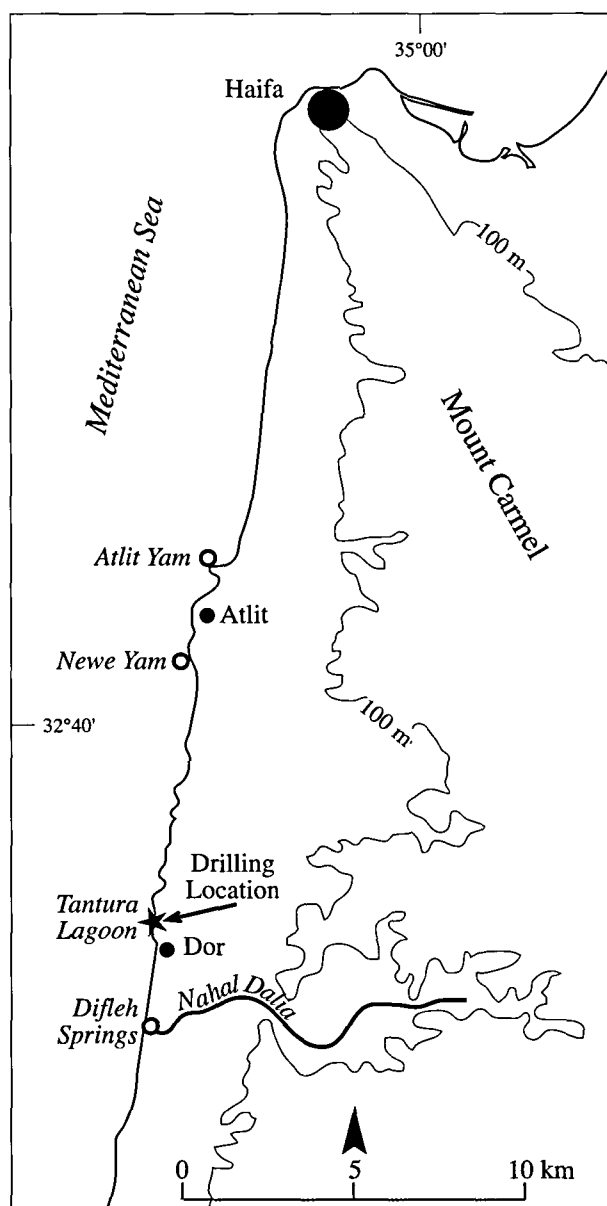 35°00'
Haifa
Mediterranean Sea
100 m
Mount Carmel
Atlit Yam
Atlit
Newe Yam
32°40'
100 m
Drilling
Location
Tantura
Lagoon
Dor
Nahal Dalia
Difleh
Springs
0 5 10 km